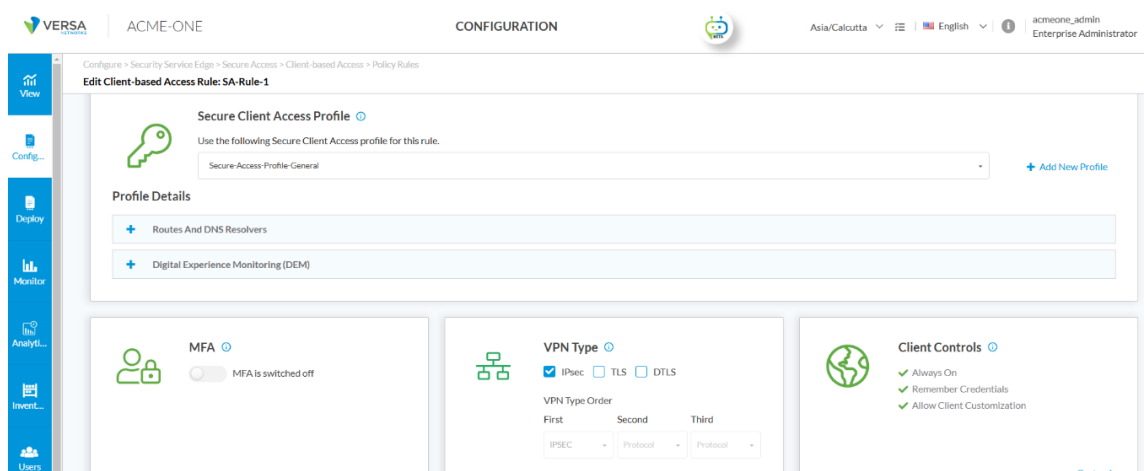 VERSA
NETWORKS
ACME-ONE
CONFIGURATION
BETA
Asia/Calcutta
English
acmeone_admin
Enterprise Administrator
Configure > Security Service Edge > Secure Access > Client-based Access > Policy Rules
Edit Client-based Access Rule: SA-Rule-1
View
Config...
Deploy
Monitor
Analyti...
Invent...
Users
Secure Client Access Profile
Use the following Secure Client Access profile for this rule.
Secure-Access-Profile-General
+ Add New Profile
Profile Details
+ Routes And DNS Resolvers
+ Digital Experience Monitoring (DEM)
MFA
MFA is switched off
VPN Type
IPsec TLS DTLS
VPN Type Order
First Second Third
IPSEC Protocol Protocol
Client Controls
Always On
Remember Credentials
Allow Client Customization